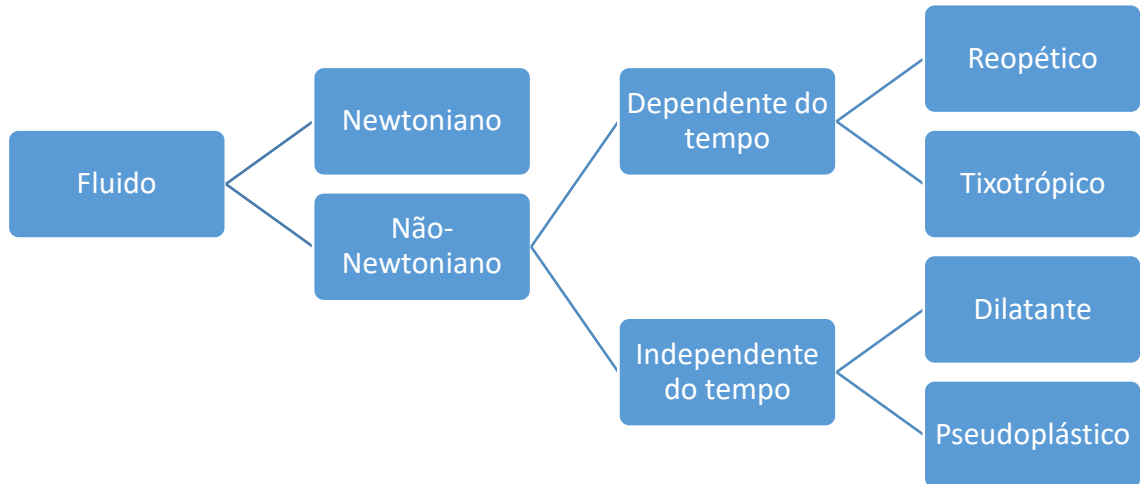 Fluido
Newtoniano
Não-
Newtoniano
Dependente do
tempo
Independente
do tempo
Reopético
Tixotrópico
Dilatante
Pseudoplástico